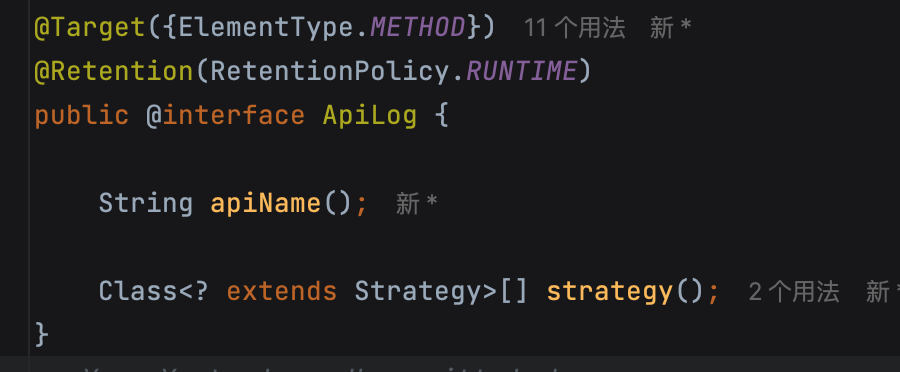 @Target({ElementType.METHOD}) 11 个用法 新 *
@Retention(RetentionPolicy.RUNTIME)
public @interface ApiLog {
String apiName(); 新 *
Class<? extends Strategy>[] strategy(); 2 个用法 新 *
}